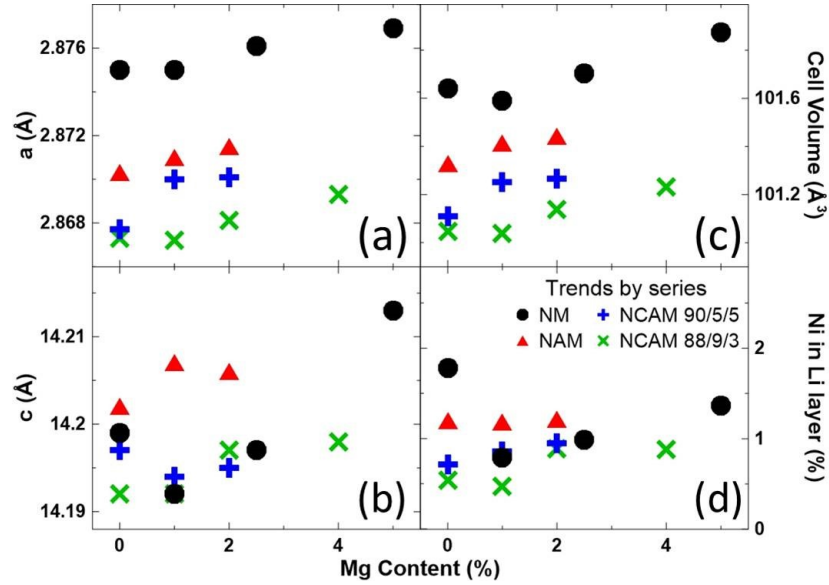 2.876
2.872
2.868
a (Å)
(a)
101.6
101.2
Cell Volume (Å³)
(c)
14.21
14.2
14.19
c (Å)
(b)
Trends by series
NM
NCAM 90/5/5
NAM
NCAM 88/9/3
2
1
0
Ni in Li layer (%)
(d)
0 2 4
0 2 4
Mg Content (%)